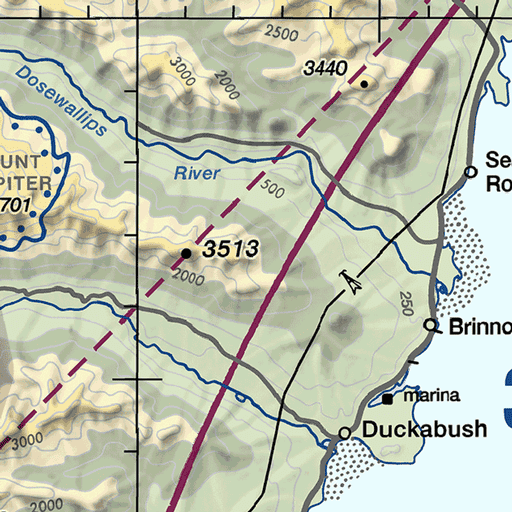 2500
3440
3000
2000
Dosewallips
River
500
UNT
PITER
701
3513
2000
250
Brinno
marina
Duckabush
3000
2000
Se
Ro